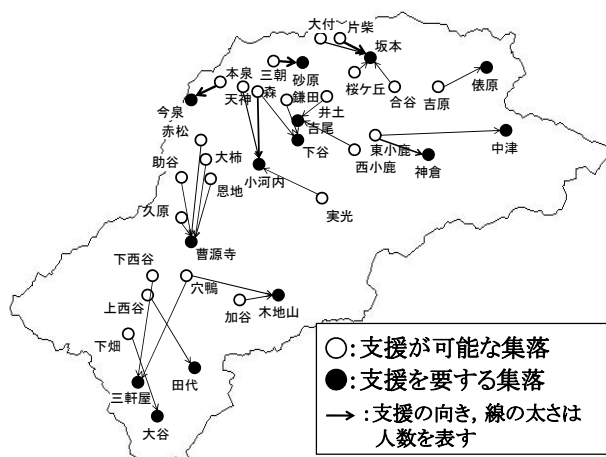 大付 片柴
坂本
三朝 砂原
本泉
天神 森 鎌田 井土
桜ケ丘 合谷 吉原 俵原
今泉
赤松
吉尾
下谷
西小鹿 東小鹿 神倉 中津
助谷 大柿
恩地
小河内
実光
久原
曹源寺
下西谷
上西谷 穴鴨
加谷 木地山
下畑
三軒屋 田代
大谷
○:支援が可能な集落
●:支援を要する集落
→:支援の向き,線の太さは
人数を表す